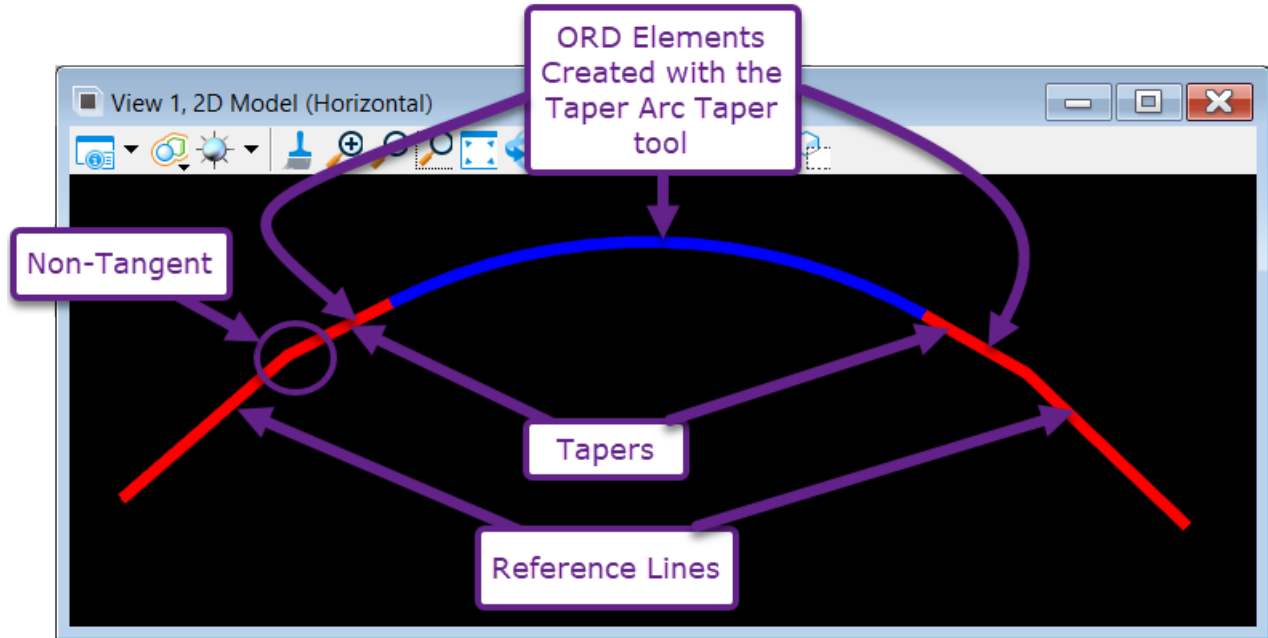 ORD Elements
Created with the
Taper Arc Taper
tool
View 1, 2D Model (Horizontal)
Non-Tangent
Tapers
Reference Lines